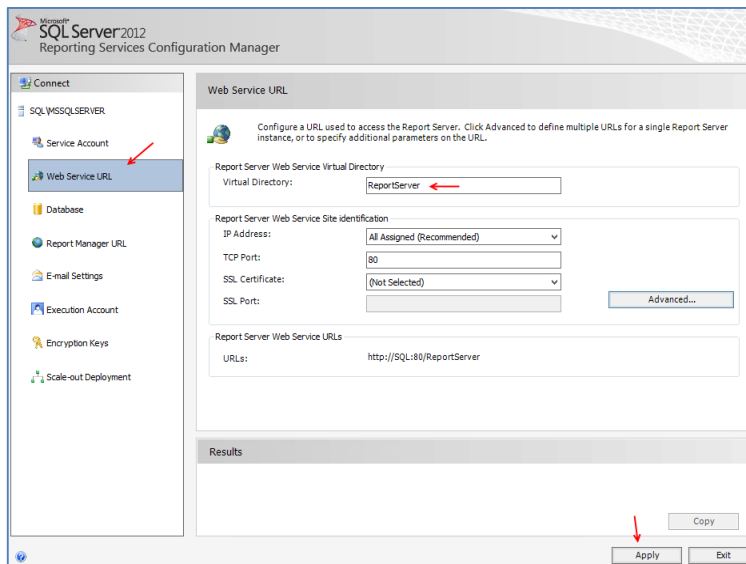 Microsoft®
SQL Server 2012
Reporting Services Configuration Manager
Connect
SQL\MSSQLSERVER
Service Account
Web Service URL
Database
Report Manager URL
E-mail Settings
Execution Account
Encryption Keys
Scale-out Deployment
Web Service URL
Configure a URL used to access the Report Server. Click Advanced to define multiple URLs for a single Report Server
instance, or to specify additional parameters on the URL.
Report Server Web Service Virtual Directory
Virtual Directory: ReportServer
Report Server Web Service Site identification
IP Address: All Assigned (Recommended)
TCP Port: 80
SSL Certificate: (Not Selected)
SSL Port:
Advanced...
Report Server Web Service URLs
URLs: http://SQL:80/ReportServer
Results
Copy
Apply Exit